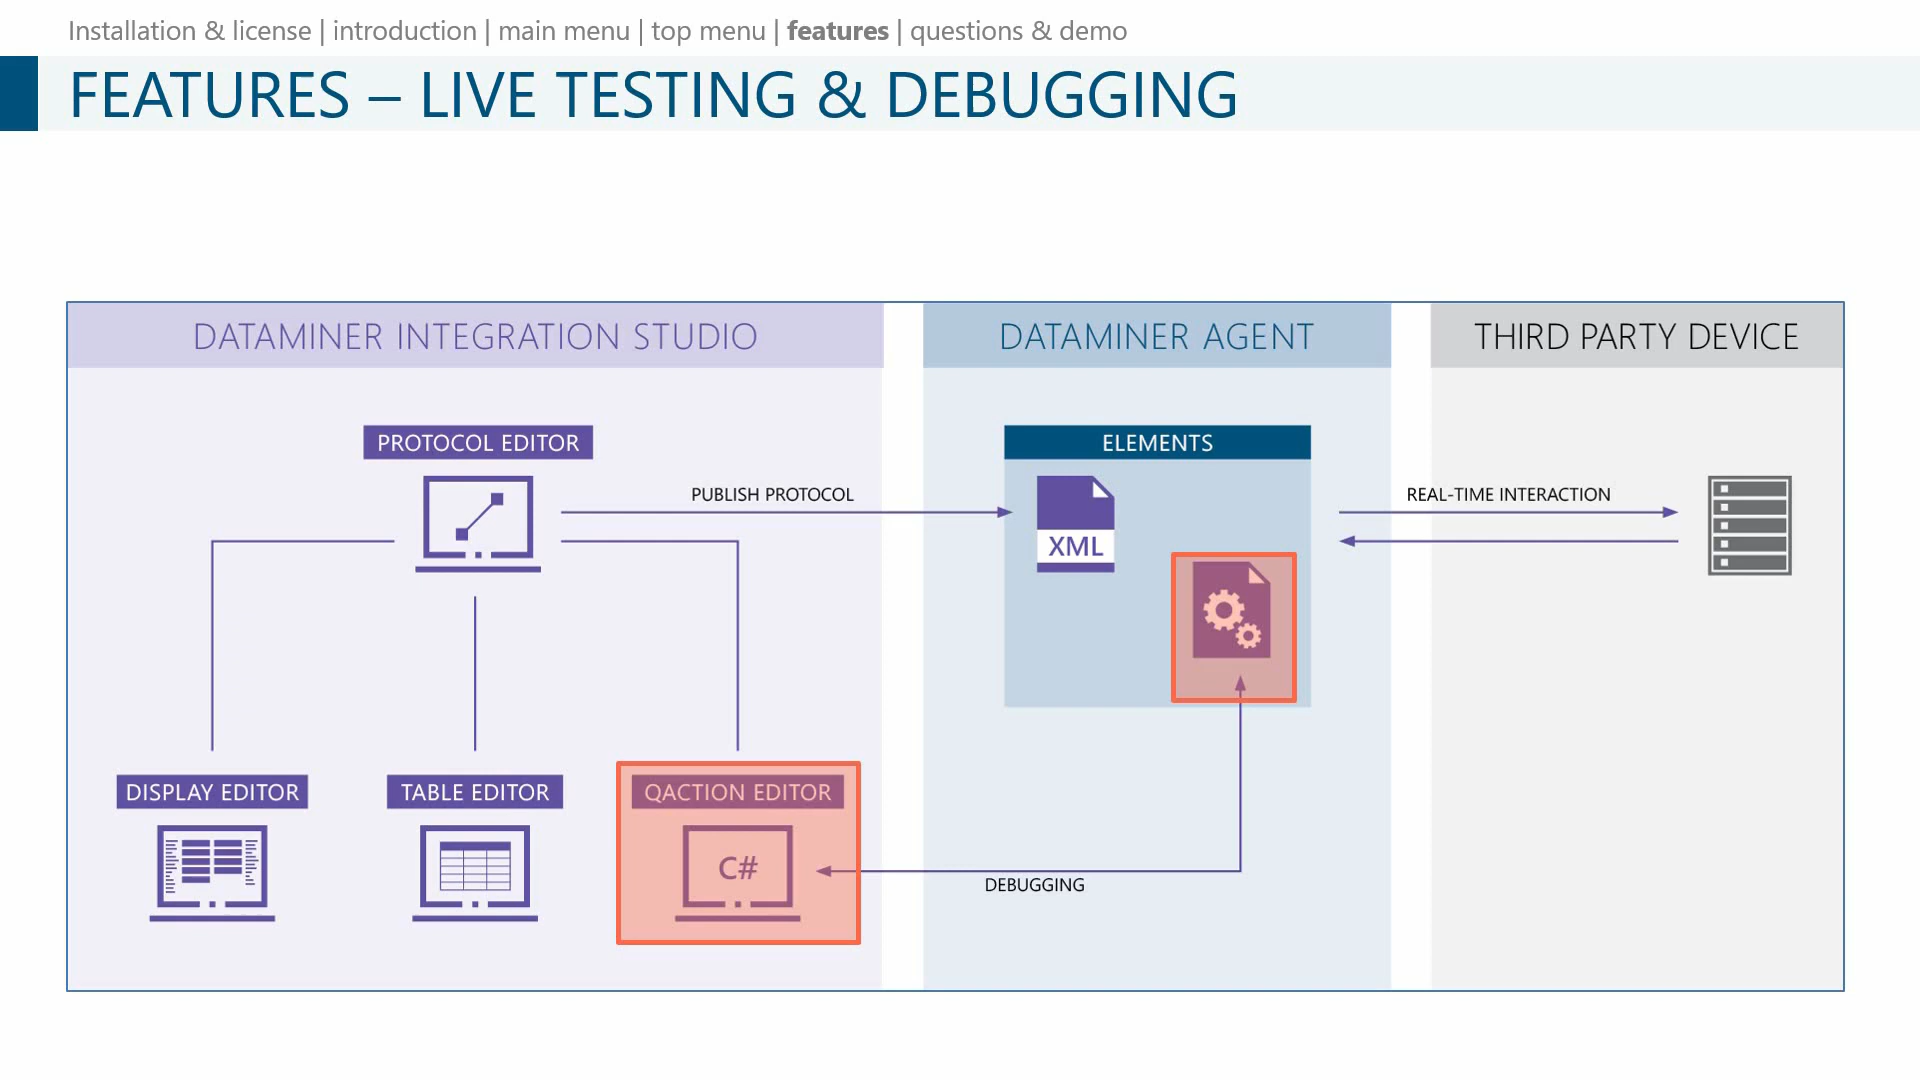 Installation & license | introduction | main menu | top menu | features | questions & demo
FEATURES – LIVE TESTING & DEBUGGING
DATAMINER INTEGRATION STUDIO
DATAMINER AGENT
THIRD PARTY DEVICE
PROTOCOL EDITOR
ELEMENTS
PUBLISH PROTOCOL
REAL-TIME INTERACTION
XML
DISPLAY EDITOR
TABLE EDITOR
QACTION EDITOR
C#
DEBUGGING